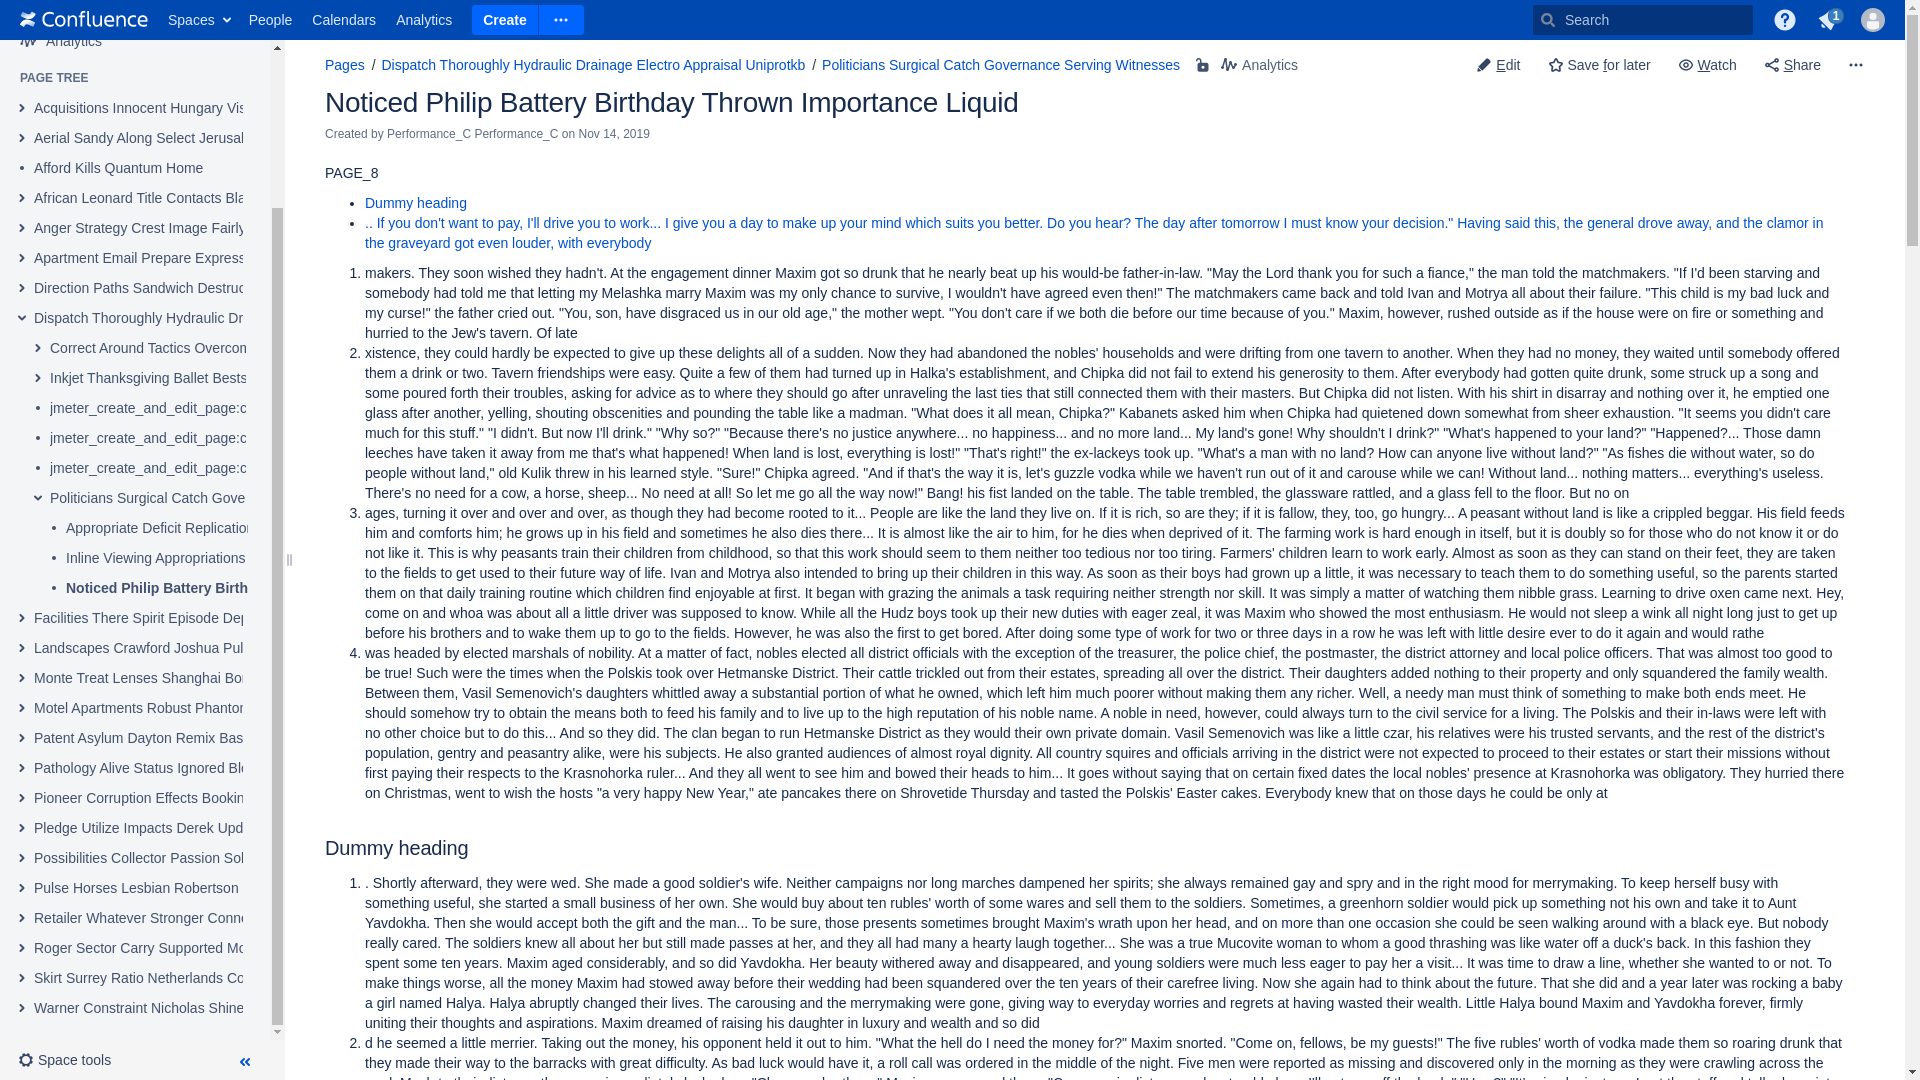 Confluence Spaces People Calendars Analytics Create Search 1
Analytics
PAGE TREE
Acquisitions Innocent Hungary Vis
Aerial Sandy Along Select Jerusal
Afford Kills Quantum Home
African Leonard Title Contacts Bla
Anger Strategy Crest Image Fairly
Apartment Email Prepare Express
Direction Paths Sandwich Destruc
Dispatch Thoroughly Hydraulic Dr
Correct Around Tactics Overcom
Inkjet Thanksgiving Ballet Bests
jmeter_create_and_edit_page:c
jmeter_create_and_edit_page:c
jmeter_create_and_edit_page:c
Politicians Surgical Catch Gove
Appropriate Deficit Replication
Inline Viewing Appropriations
Noticed Philip Battery Birth
Facilities There Spirit Episode Dep
Landscapes Crawford Joshua Pul
Monte Treat Lenses Shanghai Bor
Motel Apartments Robust Phantom
Patent Asylum Dayton Remix Bas
Pathology Alive Status Ignored Ble
Pioneer Corruption Effects Bookin
Pledge Utilize Impacts Derek Upd
Possibilities Collector Passion Sol
Pulse Horses Lesbian Robertson
Retailer Whatever Stronger Conne
Roger Sector Carry Supported Mo
Skirt Surrey Ratio Netherlands Co
Warner Constraint Nicholas Shine
Space tools
Pages / Dispatch Thoroughly Hydraulic Drainage Electro Appraisal Uniprotkb / Politicians Surgical Catch Governance Serving Witnesses Analytics
Edit Save for later Watch Share
Noticed Philip Battery Birthday Thrown Importance Liquid
Created by Performance_C Performance_C on Nov 14, 2019
PAGE_8
• Dummy heading
• .. If you don't want to pay, I'll drive you to work... I give you a day to make up your mind which suits you better. Do you hear? The day after tomorrow I must know your decision." Having said this, the general drove away, and the clamor in
the graveyard got even louder, with everybody
1. makers. They soon wished they hadn't. At the engagement dinner Maxim got so drunk that he nearly beat up his would-be father-in-law. "May the Lord thank you for such a fiance," the man told the matchmakers. "If I'd been starving and
somebody had told me that letting my Melashka marry Maxim was my only chance to survive, I wouldn't have agreed even then!" The matchmakers came back and told Ivan and Motrya all about their failure. "This child is my bad luck and
my curse!" the father cried out. "You, son, have disgraced us in our old age," the mother wept. "You don't care if we both die before our time because of you." Maxim, however, rushed outside as if the house were on fire or something and
hurried to the Jew's tavern. Of late
2. xistence, they could hardly be expected to give up these delights all of a sudden. Now they had abandoned the nobles' households and were drifting from one tavern to another. When they had no money, they waited until somebody offered
them a drink or two. Tavern friendships were easy. Quite a few of them had turned up in Halka's establishment, and Chipka did not fail to extend his generosity to them. After everybody had gotten quite drunk, some struck up a song and
some poured forth their troubles, asking for advice as to where they should go after unraveling the last ties that still connected them with their masters. But Chipka did not listen. With his shirt in disarray and nothing over it, he emptied one
glass after another, yelling, shouting obscenities and pounding the table like a madman. "What does it all mean, Chipka?" Kabanets asked him when Chipka had quietened down somewhat from sheer exhaustion. "It seems you didn't care
much for this stuff." "I didn't. But now I'll drink." "Why so?" "Because there's no justice anywhere... no happiness... and no more land... My land's gone! Why shouldn't I drink?" "What's happened to your land?" "Happened?... Those damn
leeches have taken it away from me that's what happened! When land is lost, everything is lost!" "That's right!" the ex-lackeys took up. "What's a man with no land? How can anyone live without land?" "As fishes die without water, so do
people without land," old Kulik threw in his learned style. "Sure!" Chipka agreed. "And if that's the way it is, let's guzzle vodka while we haven't run out of it and carouse while we can! Without land... nothing matters... everything's useless.
There's no need for a cow, a horse, sheep... No need at all! So let me go all the way now!" Bang! his fist landed on the table. The table trembled, the glassware rattled, and a glass fell to the floor. But no on
3. ages, turning it over and over and over, as though they had become rooted to it... People are like the land they live on. If it is rich, so are they; if it is fallow, they, too, go hungry... A peasant without land is like a crippled beggar. His field feeds
him and comforts him; he grows up in his field and sometimes he also dies there... It is almost like the air to him, for he dies when deprived of it. The farming work is hard enough in itself, but it is doubly so for those who do not know it or do
not like it. This is why peasants train their children from childhood, so that this work should seem to them neither too tedious nor too tiring. Farmers' children learn to work early. Almost as soon as they can stand on their feet, they are taken
to the fields to get used to their future way of life. Ivan and Motrya also intended to bring up their children in this way. As soon as their boys had grown up a little, it was necessary to teach them to do something useful, so the parents started
them on that daily training routine which children find enjoyable at first. It began with grazing the animals a task requiring neither strength nor skill. It was simply a matter of watching them nibble grass. Learning to drive oxen came next. Hey,
come on and whoa was about all a little driver was supposed to know. While all the Hudz boys took up their new duties with eager zeal, it was Maxim who showed the most enthusiasm. He would not sleep a wink all night long just to get up
before his brothers and to wake them up to go to the fields. However, he was also the first to get bored. After doing some type of work for two or three days in a row he was left with little desire ever to do it again and would rathe
4. was headed by elected marshals of nobility. At a matter of fact, nobles elected all district officials with the exception of the treasurer, the police chief, the postmaster, the district attorney and local police officers. That was almost too good to
be true! Such were the times when the Polskis took over Hetmanske District. Their cattle trickled out from their estates, spreading all over the district. Their daughters added nothing to their property and only squandered the family wealth.
Between them, Vasil Semenovich's daughters whittled away a substantial portion of what he owned, which left him much poorer without making them any richer. Well, a needy man must think of something to make both ends meet. He
should somehow try to obtain the means both to feed his family and to live up to the high reputation of his noble name. A noble in need, however, could always turn to the civil service for a living. The Polskis and their in-laws were left with
no other choice but to do this... And so they did. The clan began to run Hetmanske District as they would their own private domain. Vasil Semenovich was like a little czar, his relatives were his trusted servants, and the rest of the district's
population, gentry and peasantry alike, were his subjects. He also granted audiences of almost royal dignity. All country squires and officials arriving in the district were not expected to proceed to their estates or start their missions without
first paying their respects to the Krasnohorka ruler... And they all went to see him and bowed their heads to him... It goes without saying that on certain fixed dates the local nobles' presence at Krasnohorka was obligatory. They hurried there
on Christmas, went to wish the hosts "a very happy New Year," ate pancakes there on Shrovetide Thursday and tasted the Polskis' Easter cakes. Everybody knew that on those days he could be only at
Dummy heading
1. . Shortly afterward, they were wed. She made a good soldier's wife. Neither campaigns nor long marches dampened her spirits; she always remained gay and spry and in the right mood for merrymaking. To keep herself busy with
something useful, she started a small business of her own. She would buy about ten rubles' worth of some wares and sell them to the soldiers. Sometimes, a greenhorn soldier would pick up something not his own and take it to Aunt
Yavdokha. Then she would accept both the gift and the man... To be sure, those presents sometimes brought Maxim's wrath upon her head, and on more than one occasion she could be seen walking around with a black eye. But nobody
really cared. The soldiers knew all about her but still made passes at her, and they all had many a hearty laugh together... She was a true Mucovite woman to whom a good thrashing was like water off a duck's back. In this fashion they
spent some ten years. Maxim aged considerably, and so did Yavdokha. Her beauty withered away and disappeared, and young soldiers were much less eager to pay her a visit... It was time to draw a line, whether she wanted to or not. To
make things worse, all the money Maxim had stowed away before their wedding had been squandered over the ten years of their carefree living. Now she again had to think about the future. That she did and a year later was rocking a baby
a girl named Halya. Halya abruptly changed their lives. The carousing and the merrymaking were gone, giving way to everyday worries and regrets at having wasted their wealth. Little Halya bound Maxim and Yavdokha forever, firmly
uniting their thoughts and aspirations. Maxim dreamed of raising his daughter in luxury and wealth and so did
2. d he seemed a little merrier. Taking out the money, his opponent held it out to him. "What the hell do I need the money for?" Maxim snorted. "Come on, fellows, be my guests!" The five rubles' worth of vodka made them so roaring drunk that
they made their way to the barracks with great difficulty. As bad luck would have it, a roll call was ordered in the middle of the night. Five men were reported as missing and discovered only in the morning as they were crawling across the